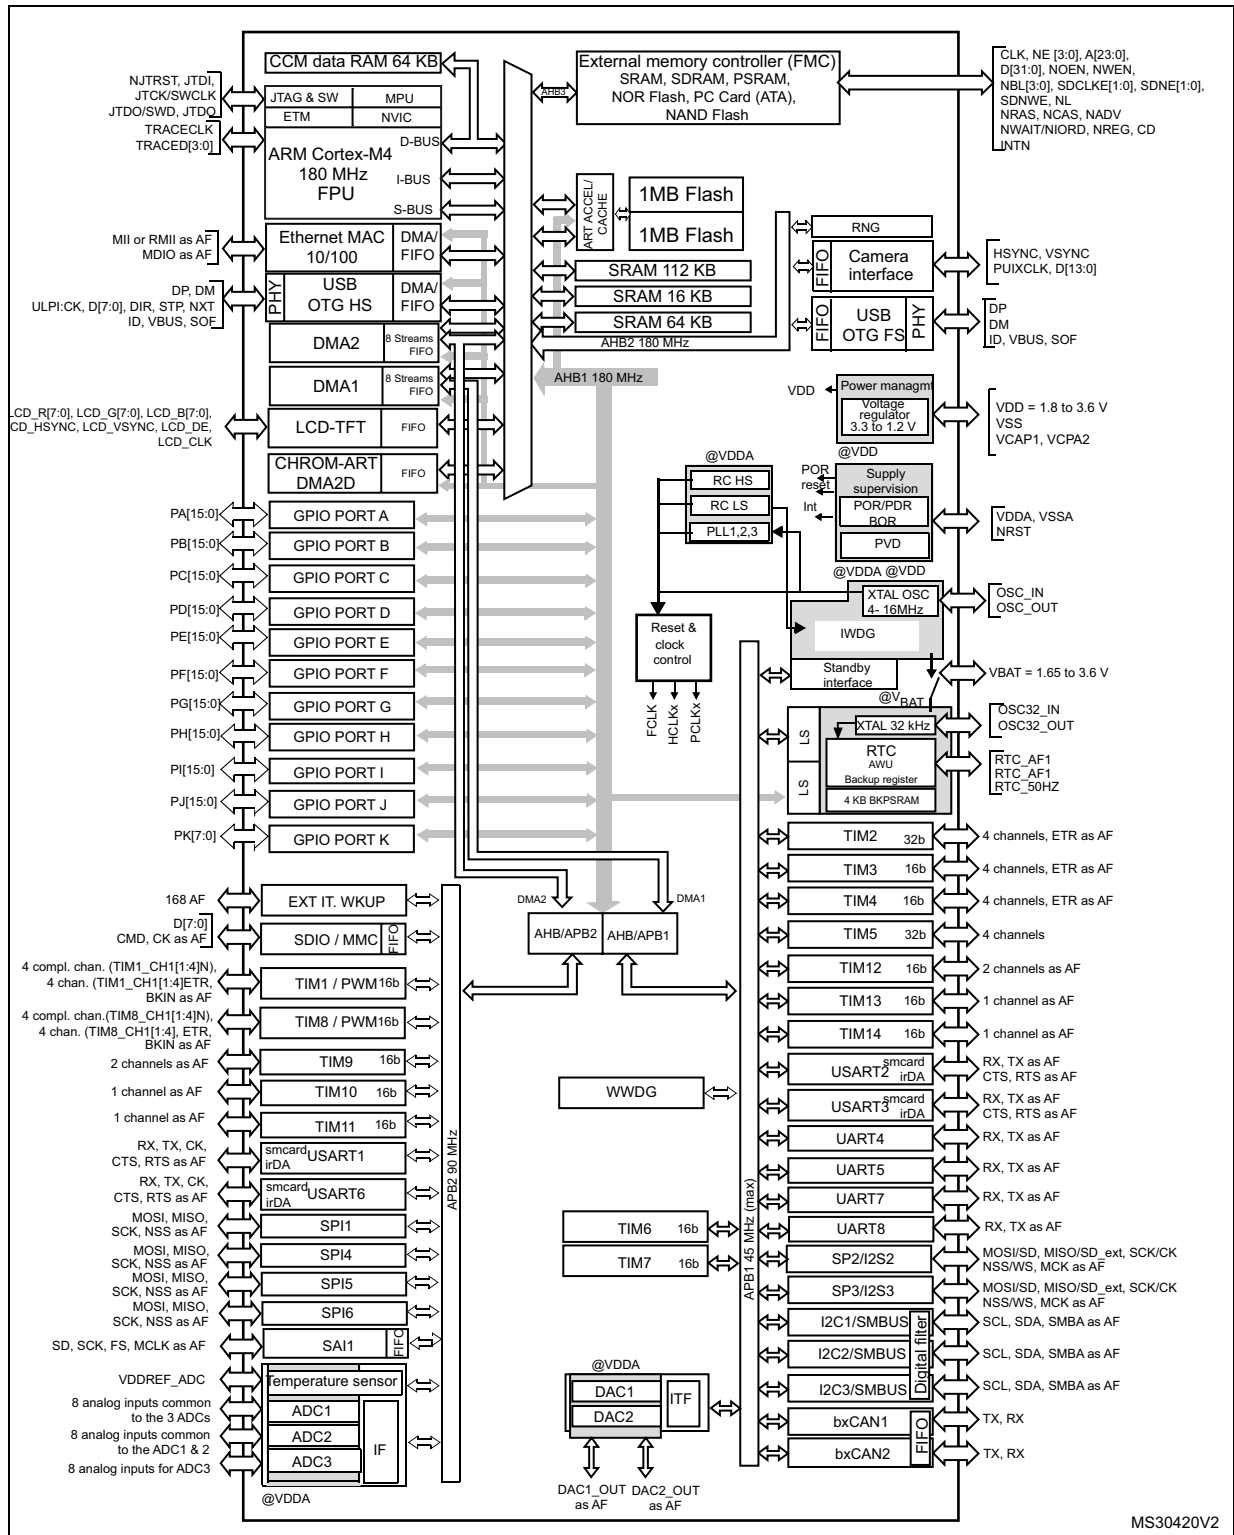 CCM data RAM 64 KB
NJTRST, JTDI,
JTCK/SWCLK
JTDO/SWD, JTDO
TRACECLK
TRACED[3:0]
JTAG & SW
MPU
ETM
NVIC
ARM Cortex-M4
180 MHz
FPU
D-BUS
I-BUS
S-BUS
AHB3
External memory controller (FMC)
SRAM, SDRAM, PSRAM,
NOR Flash, PC Card (ATA),
NAND Flash
CLK, NE [3:0], A[23:0],
D[31:0], NOEN, NWEN,
NBL[3:0], SDCLKE[1:0], SDNE[1:0],
SDNWE, NL
NRAS, NCAS, NADV
NWAIT/NIORD, NREG, CD
INTN
ART ACCEL/
CACHE
1MB Flash
1MB Flash
SRAM 112 KB
SRAM 16 KB
SRAM 64 KB
AHB2 180 MHz
AHB1 180 MHz
MII or RMII as AF
MDIO as AF
Ethernet MAC
10/100
DMA/
FIFO
DP, DM
ULPI:CK, D[7:0], DIR, STP, NXT
ID, VBUS, SOF
PHY
USB
OTG HS
DMA/
FIFO
DMA2
8 Streams
FIFO
DMA1
8 Streams
FIFO
LCD_R[7:0], LCD_G[7:0], LCD_B[7:0],
CD_HSYNC, LCD_VSYNC, LCD_DE,
LCD_CLK
LCD-TFT
FIFO
CHROM-ART
DMA2D
FIFO
RNG
FIFO
Camera
interface
HSYNC, VSYNC
PUIXCLK, D[13:0]
FIFO
USB
OTG FS
PHY
DP
DM
ID, VBUS, SOF
VDD
Power managmt
Voltage
regulator
3.3 to 1.2 V
@VDD
VDD = 1.8 to 3.6 V
VSS
VCAP1, VCPA2
@VDDA
RC HS
RC LS
PLL1,2,3
POR
reset
Int
Supply
supervision
POR/PDR
BOR
PVD
VDDA, VSSA
NRST
@VDDA @VDD
XTAL OSC
4- 16MHz
IWDG
OSC_IN
OSC_OUT
Standby
interface
VBAT = 1.65 to 3.6 V
@VBAT
Reset &
clock
control
FCLK
HCLKx
PCLKx
LS
LS
XTAL 32 kHz
RTC
AWU
Backup register
4 KB BKPSRAM
OSC32_IN
OSC32_OUT
RTC_AF1
RTC_AF1
RTC_50HZ
PA[15:0]
GPIO PORT A
PB[15:0]
GPIO PORT B
PC[15:0]
GPIO PORT C
PD[15:0]
GPIO PORT D
PE[15:0]
GPIO PORT E
PF[15:0]
GPIO PORT F
PG[15:0]
GPIO PORT G
PH[15:0]
GPIO PORT H
PI[15:0]
GPIO PORT I
PJ[15:0]
GPIO PORT J
PK[7:0]
GPIO PORT K
DMA2
DMA1
AHB/APB2
AHB/APB1
168 AF
EXT IT. WKUP
D[7:0]
CMD, CK as AF
SDIO / MMC
FIFO
4 compl. chan. (TIM1_CH1[1:4]N),
4 chan. (TIM1_CH1[1:4]ETR,
BKIN as AF
TIM1 / PWM
16b
4 compl. chan.(TIM8_CH1[1:4]N),
4 chan. (TIM8_CH1[1:4], ETR,
BKIN as AF
TIM8 / PWM
16b
2 channels as AF
TIM9
16b
1 channel as AF
TIM10
16b
1 channel as AF
TIM11
16b
RX, TX, CK,
CTS, RTS as AF
smcard
irDA
USART1
RX, TX, CK,
CTS, RTS as AF
smcard
irDA
USART6
MOSI, MISO,
SCK, NSS as AF
SPI1
MOSI, MISO,
SCK, NSS as AF
SPI4
MOSI, MISO,
SCK, NSS as AF
SPI5
MOSI, MISO,
SCK, NSS as AF
SPI6
SD, SCK, FS, MCLK as AF
SAI1
FIFO
VDDREF_ADC
Temperature sensor
8 analog inputs common
to the 3 ADCs
ADC1
8 analog inputs common
to the ADC1 & 2
ADC2
8 analog inputs for ADC3
ADC3
IF
@VDDA
APB2 90 MHz
WWDG
TIM6
16b
TIM7
16b
@VDDA
DAC1
DAC2
ITF
DAC1_OUT
as AF
DAC2_OUT
as AF
APB1 45 MHz (max)
TIM2
32b
4 channels, ETR as AF
TIM3
16b
4 channels, ETR as AF
TIM4
16b
4 channels, ETR as AF
TIM5
32b
4 channels
TIM12
16b
2 channels as AF
TIM13
16b
1 channel as AF
TIM14
16b
1 channel as AF
USART2
smcard
irDA
RX, TX as AF
CTS, RTS as AF
USART3
smcard
irDA
RX, TX as AF
CTS, RTS as AF
UART4
RX, TX as AF
UART5
RX, TX as AF
UART7
RX, TX as AF
UART8
RX, TX as AF
SP2/I2S2
MOSI/SD, MISO/SD_ext, SCK/CK
NSS/WS, MCK as AF
SP3/I2S3
MOSI/SD, MISO/SD_ext, SCK/CK
NSS/WS, MCK as AF
I2C1/SMBUS
SCL, SDA, SMBA as AF
I2C2/SMBUS
SCL, SDA, SMBA as AF
I2C3/SMBUS
SCL, SDA, SMBA as AF
Digital filter
bxCAN1
TX, RX
bxCAN2
TX, RX
FIFO
MS30420V2